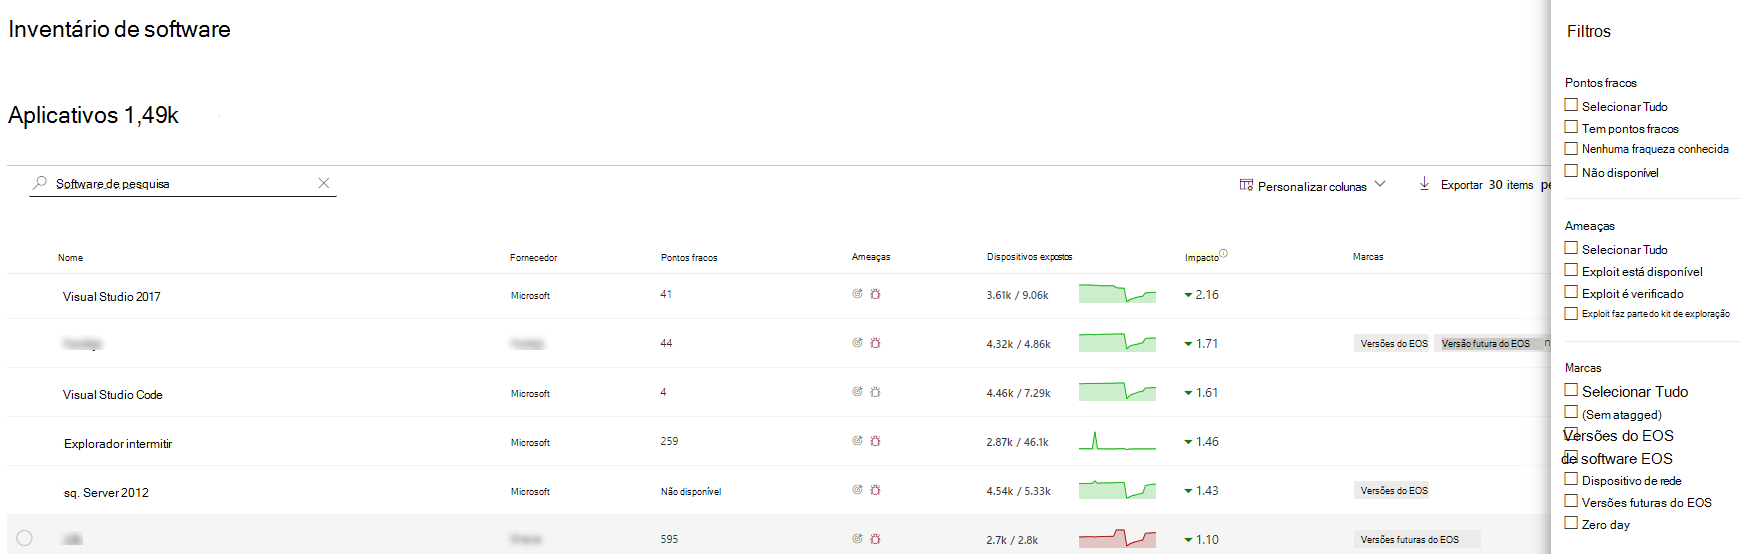 Inventário de software
Aplicativos 1,49k
Software de pesquisa
Personalizar colunas
Exportar 30 items pe
Nome Fornecedor Pontos fracos Ameaças Dispositivos expostos Impacto Marcas
Visual Studio 2017 Microsoft 41 3.61k / 9.06k 2.16
44 4.32k / 4.86k 1.71 Versões do EOS Versão futura do EOS n
Visual Studio Code Microsoft 4 4.46k / 7.29k 1.61
Explorador intermitir Microsoft 259 2.87k / 46.1k 1.46
sq. Server 2012 Microsoft Não disponível 4.54k / 5.33k 1.43 Versões do EOS
595 2.7k / 2.8k 1.10 Versões futuras do EOS
Filtros
Pontos fracos
Selecionar Tudo
Tem pontos fracos
Nenhuma fraqueza conhecida
Não disponível
Ameaças
Selecionar Tudo
Exploit está disponível
Exploit é verificado
Exploit faz parte do kit de exploração
Marcas
Selecionar Tudo
(Sem atagged)
Versões do EOS
de software EOS
Dispositivo de rede
Versões futuras do EOS
Zero day